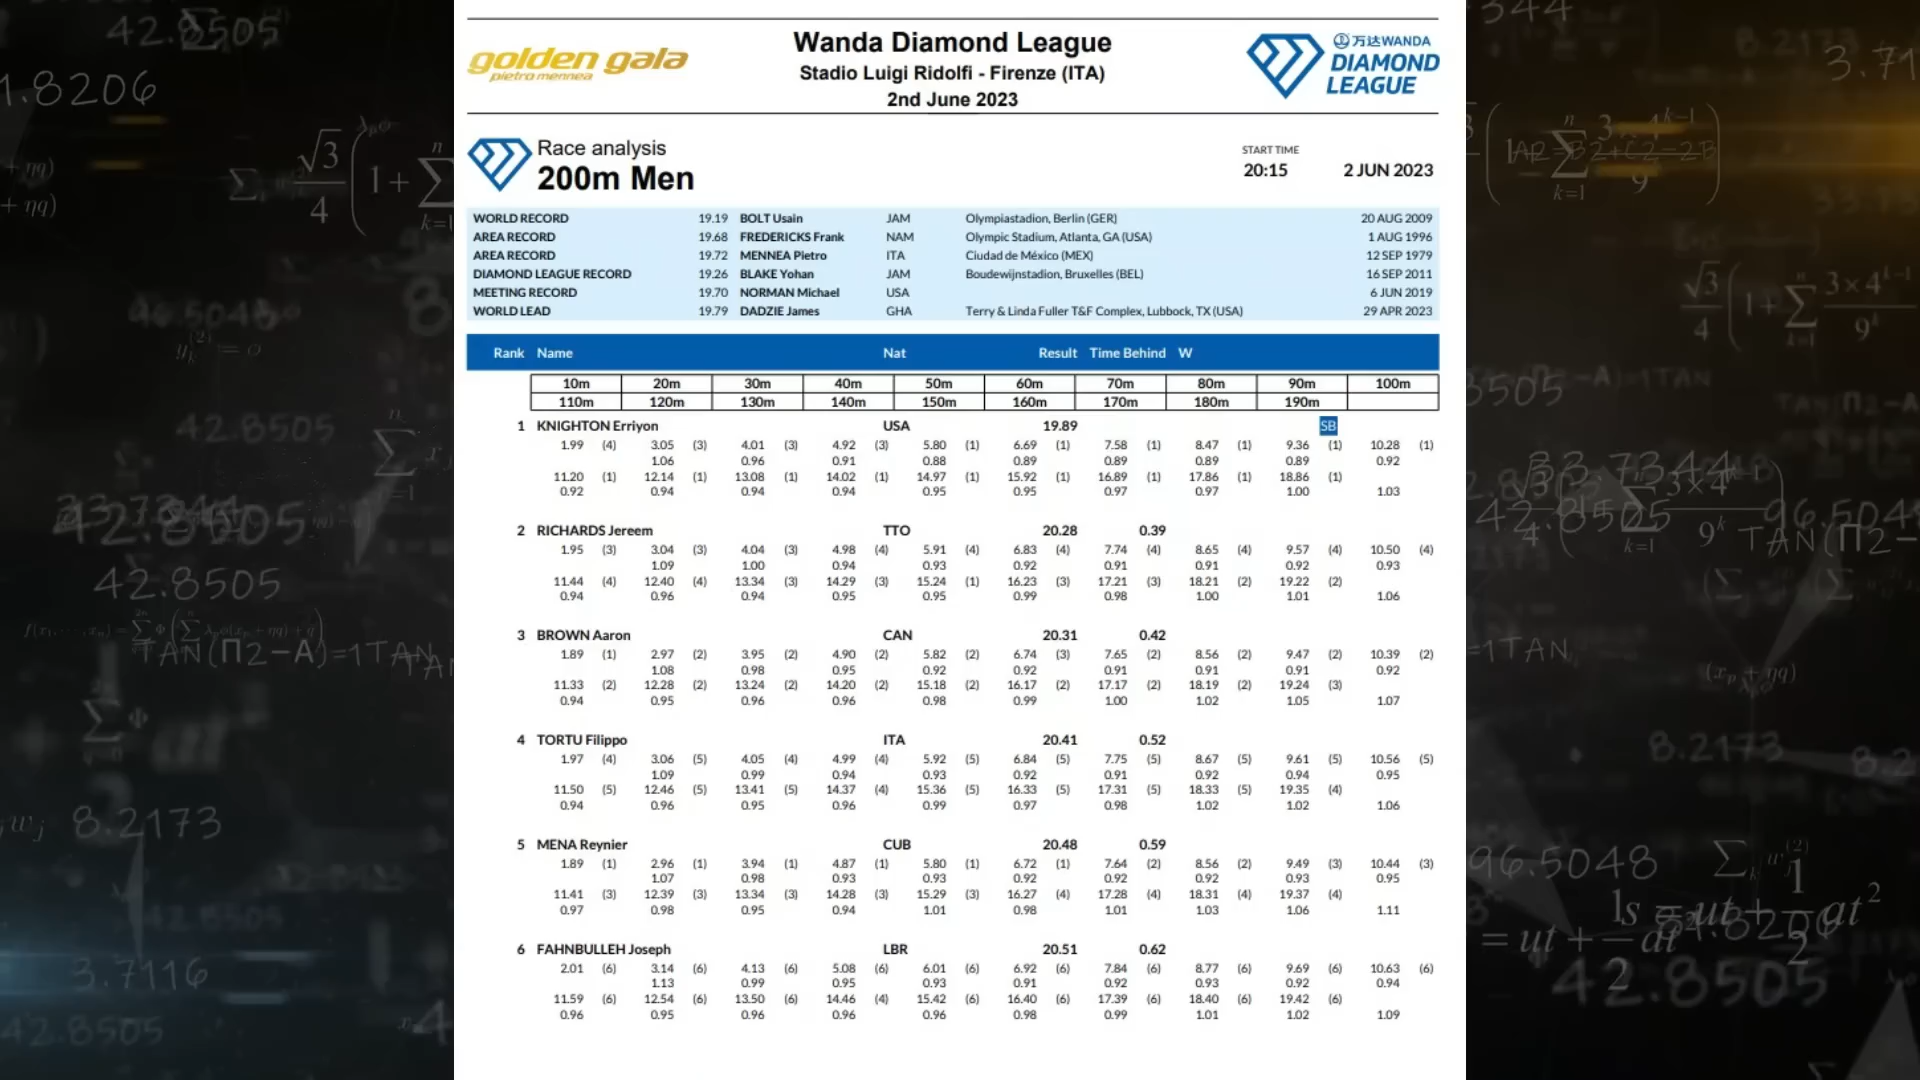 golden gala
pietro mennea
Wanda Diamond League
Stadio Luigi Ridolfi - Firenze (ITA)
2nd June 2023
万达WANDA
DIAMOND
LEAGUE
Race analysis
200m Men
START TIME
20:15 2 JUN 2023
WORLD RECORD 19.19 BOLT Usain JAM Olympiastadion, Berlin (GER) 20 AUG 2009
AREA RECORD 19.68 FREDERICKS Frank NAM Olympic Stadium, Atlanta, GA (USA) 1 AUG 1996
AREA RECORD 19.72 MENNEA Pietro ITA Ciudad de México (MEX) 12 SEP 1979
DIAMOND LEAGUE RECORD 19.26 BLAKE Yohan JAM Boudewijnstadion, Bruxelles (BEL) 16 SEP 2011
MEETING RECORD 19.70 NORMAN Michael USA 6 JUN 2019
WORLD LEAD 19.79 DADZIE James GHA Terry & Linda Fuller T&F Complex, Lubbock, TX (USA) 29 APR 2023
Rank Name Nat Result Time Behind W
10m 20m 30m 40m 50m 60m 70m 80m 90m 100m
110m 120m 130m 140m 150m 160m 170m 180m 190m
1 KNIGHTON Erriyon USA 19.89 SB
1.99 (4) 3.05 (3) 4.01 (3) 4.92 (3) 5.80 (1) 6.69 (1) 7.58 (1) 8.47 (1) 9.36 (1) 10.28 (1)
1.06 0.96 0.91 0.88 0.89 0.89 0.89 0.89 0.92
11.20 (1) 12.14 (1) 13.08 (1) 14.02 (1) 14.97 (1) 15.92 (1) 16.89 (1) 17.86 (1) 18.86 (1)
0.92 0.94 0.94 0.94 0.95 0.95 0.97 0.97 1.00 1.03
2 RICHARDS Jereem TTO 20.28 0.39
1.95 (3) 3.04 (3) 4.04 (3) 4.98 (4) 5.91 (4) 6.83 (4) 7.74 (4) 8.65 (4) 9.57 (4) 10.50 (4)
1.09 1.00 0.94 0.93 0.92 0.91 0.91 0.92 0.93
11.44 (4) 12.40 (4) 13.34 (3) 14.29 (3) 15.24 (1) 16.23 (3) 17.21 (3) 18.21 (2) 19.22 (2)
0.94 0.96 0.94 0.95 0.95 0.99 0.98 1.00 1.01 1.06
3 BROWN Aaron CAN 20.31 0.42
1.89 (1) 2.97 (2) 3.95 (2) 4.90 (2) 5.82 (2) 6.74 (3) 7.65 (2) 8.56 (2) 9.47 (2) 10.39 (2)
1.08 0.98 0.95 0.92 0.92 0.91 0.91 0.91 0.92
11.33 (2) 12.28 (2) 13.24 (2) 14.20 (2) 15.18 (2) 16.17 (2) 17.17 (2) 18.19 (2) 19.24 (3)
0.94 0.95 0.96 0.96 0.98 0.99 1.00 1.02 1.05 1.07
4 TORTU Filippo ITA 20.41 0.52
1.97 (4) 3.06 (5) 4.05 (4) 4.99 (4) 5.92 (5) 6.84 (5) 7.75 (5) 8.67 (5) 9.61 (5) 10.56 (5)
1.09 0.99 0.94 0.93 0.92 0.91 0.92 0.94 0.95
11.50 (5) 12.46 (5) 13.41 (5) 14.37 (4) 15.36 (5) 16.33 (5) 17.31 (5) 18.33 (5) 19.35 (4)
0.94 0.96 0.95 0.96 0.99 0.97 0.98 1.02 1.02 1.06
5 MENA Reynier CUB 20.48 0.59
1.89 (1) 2.96 (1) 3.94 (1) 4.87 (1) 5.80 (1) 6.72 (1) 7.64 (2) 8.56 (2) 9.49 (3) 10.44 (3)
1.07 0.98 0.93 0.93 0.92 0.92 0.92 0.93 0.95
11.41 (3) 12.39 (3) 13.34 (3) 14.28 (3) 15.29 (3) 16.27 (4) 17.28 (4) 18.31 (4) 19.37 (4)
0.97 0.98 0.95 0.94 1.01 0.98 1.01 1.03 1.06 1.11
6 FAHNBULLEH Joseph LBR 20.51 0.62
2.01 (6) 3.14 (6) 4.13 (6) 5.08 (6) 6.01 (6) 6.92 (6) 7.84 (6) 8.77 (6) 9.69 (6) 10.63 (6)
1.13 0.99 0.95 0.93 0.91 0.92 0.93 0.92 0.94
11.59 (6) 12.54 (6) 13.50 (6) 14.46 (4) 15.42 (6) 16.40 (6) 17.39 (6) 18.40 (6) 19.42 (6)
0.96 0.95 0.96 0.96 0.96 0.98 0.99 1.01 1.02 1.09
42.8505
1.8206
42.8505
42.8505
42.8505
8.2173
3.7116
42.8505
8.2173
96.5048
42.8505